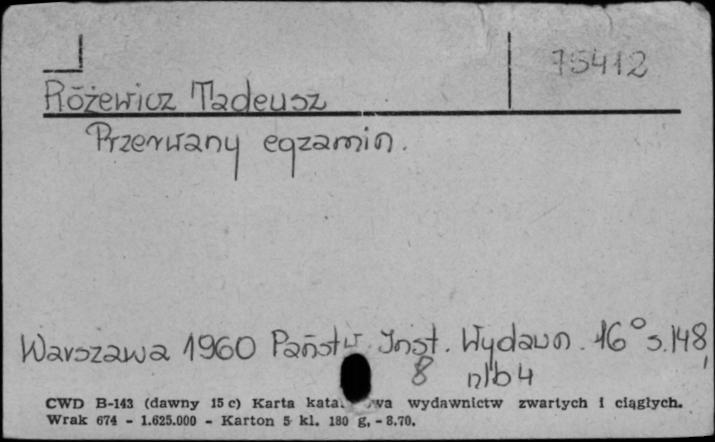 75412
Różewicz Tadeusz
Przerwany egzamin.
Warszawa 1960 Państw. Inst. Wydawn. 16° s. 148,
8 nlb 4
CWD B-143 (dawny 15 c) Karta kata wa wydawnictw zwartych i ciągłych.
Wrak 674 - 1.625.000 - Karton 5 kl. 180 g. - 8.70.